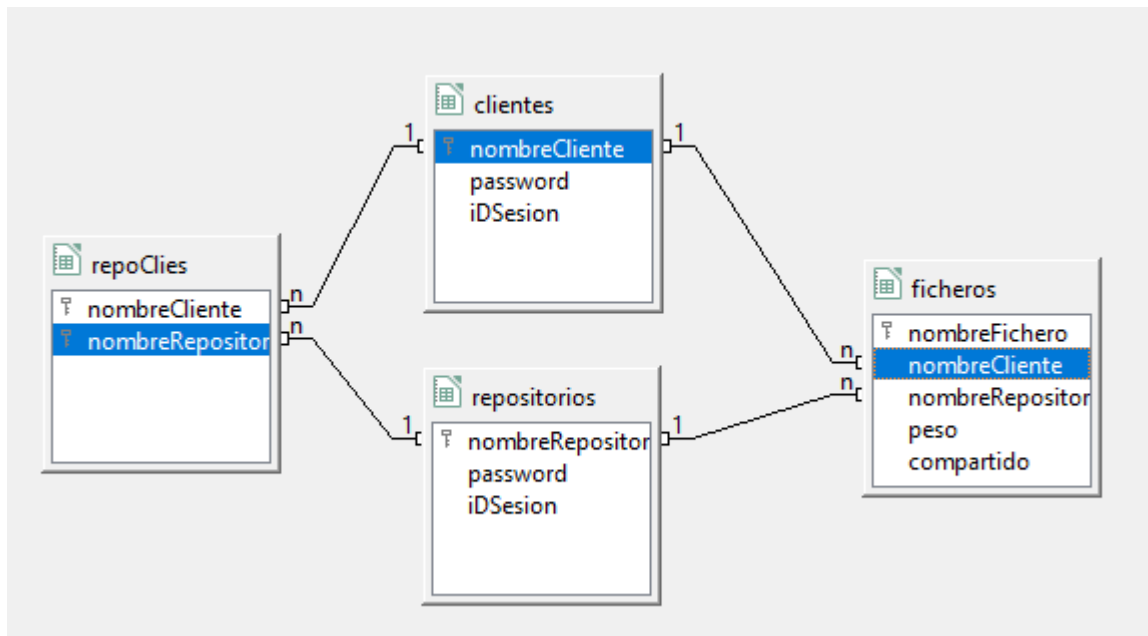 clientes
nombreCliente
password
iDSesion
repoClies
nombreCliente
nombreRepositor
repositorios
nombreRepositor
password
iDSesion
ficheros
nombreFichero
nombreCliente
nombreRepositor
peso
compartido
1
1
n
n
1
1
n
n